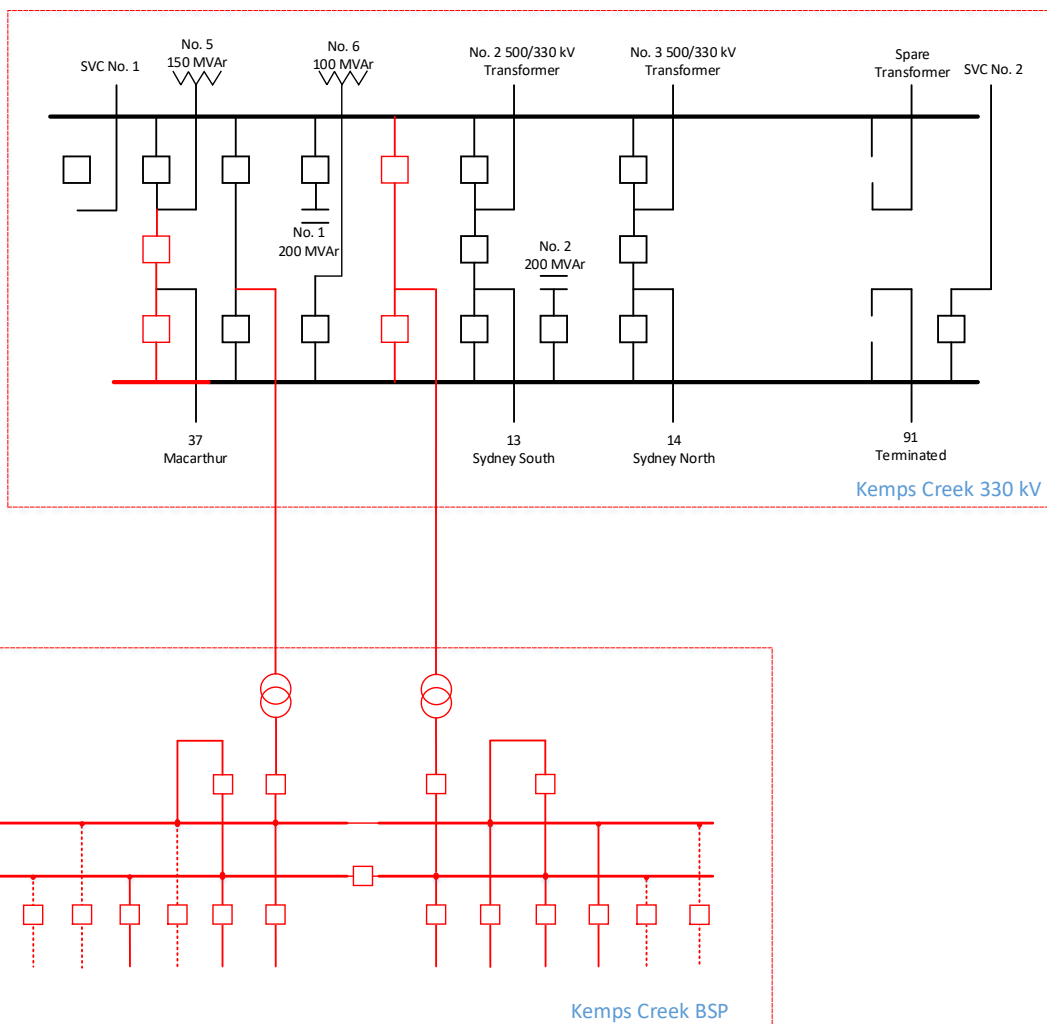 SVC No. 1
No. 5
150 MVAr
No. 6
100 MVAr
No. 2 500/330 kV
Transformer
No. 3 500/330 kV
Transformer
Spare
Transformer
SVC No. 2
No. 1
200 MVAr
No. 2
200 MVAr
37
Macarthur
13
Sydney South
14
Sydney North
91
Terminated
Kemps Creek 330 kV
Kemps Creek BSP